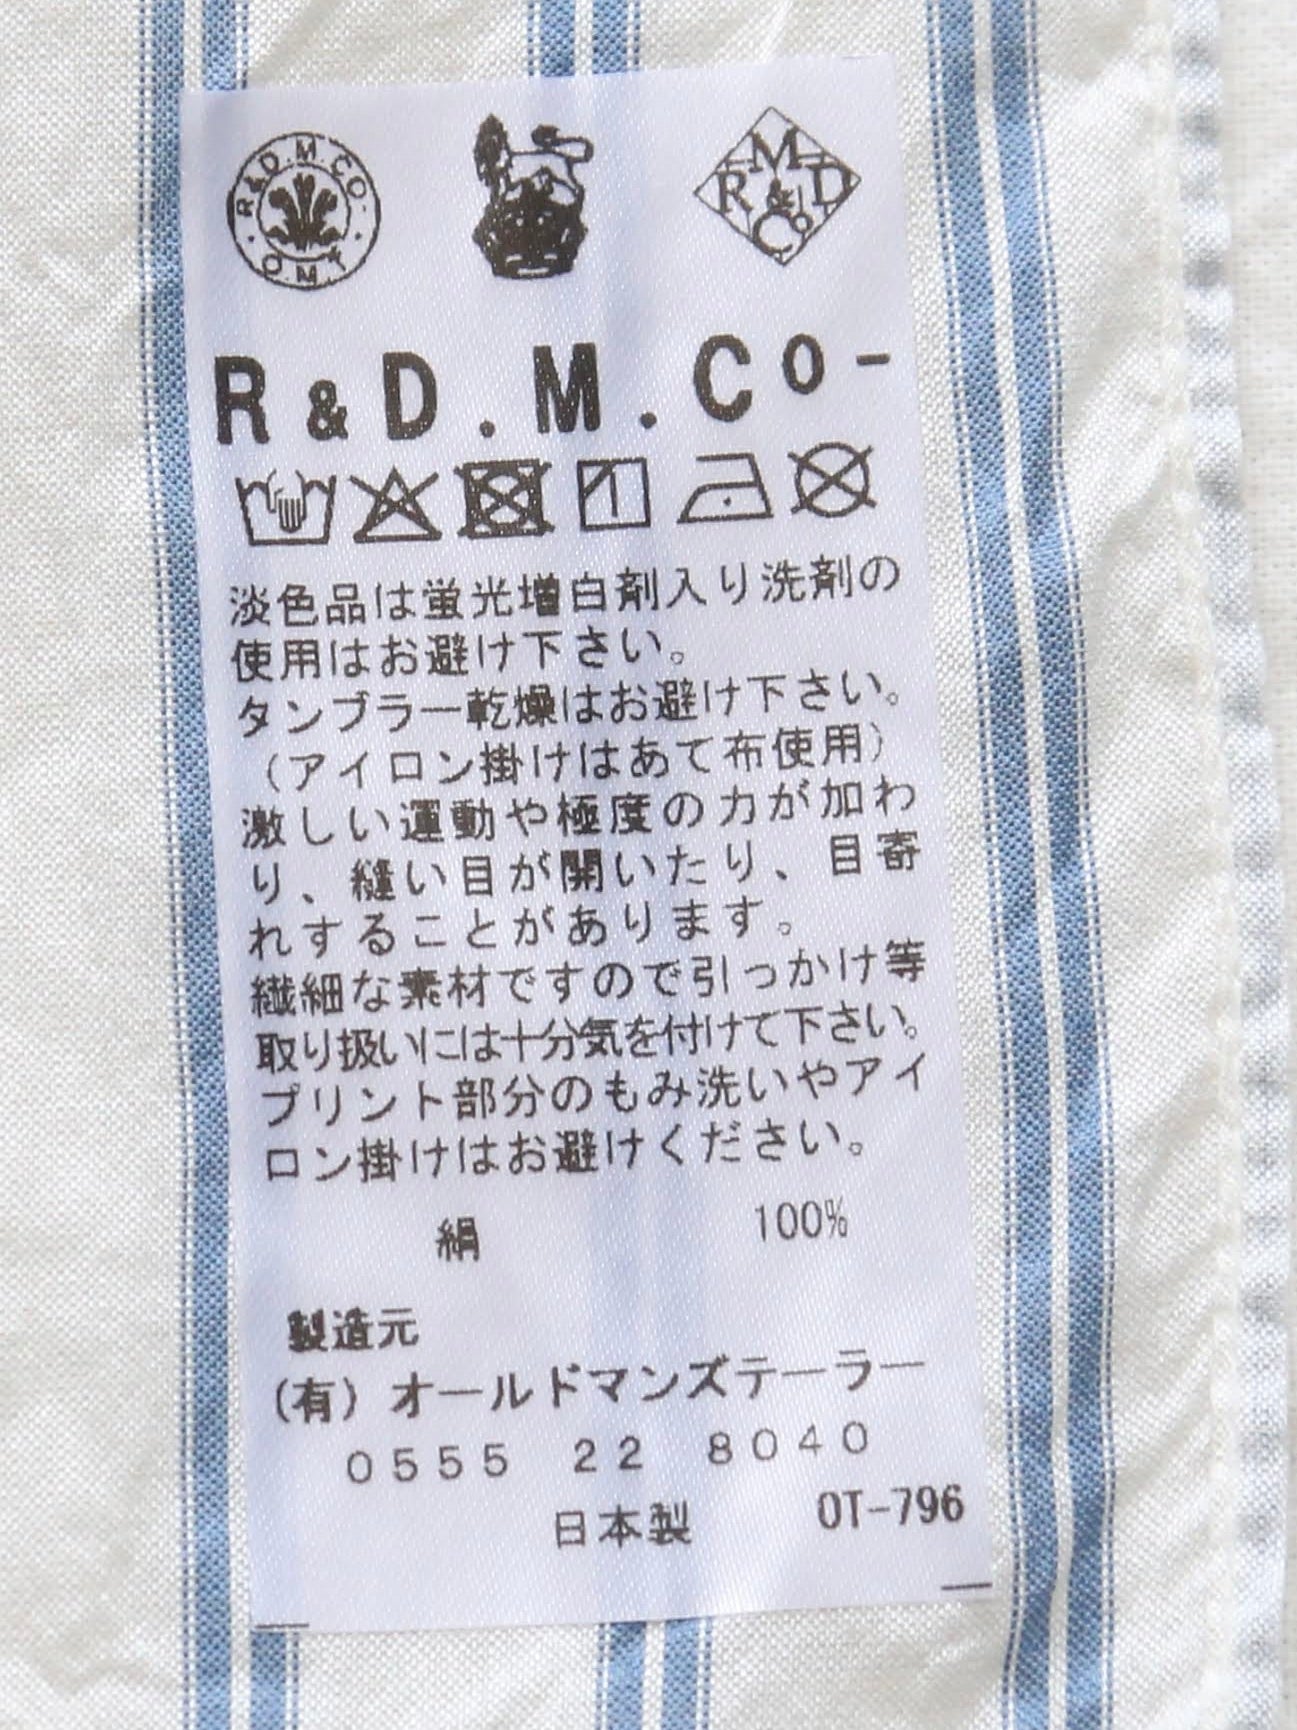 R&D.M.CO. O.M.T
R M D & Co
R&D.M.Co-
淡色品は蛍光増白剤入り洗剤の
使用はお避け下さい。
タンブラー乾燥はお避け下さい。
(アイロン掛けはあて布使用)
激しい運動や極度の力が加わ
り、縫い目が開いたり、目寄
れすることがあります。
繊細な素材ですので引っかけ等
取り扱いには十分気を付けて下さい。
プリント部分のもみ洗いやアイ
ロン掛けはお避けください。
絹 100%
製造元
(有)オールドマンズテーラー
0555 22 8040
日本製 OT-796